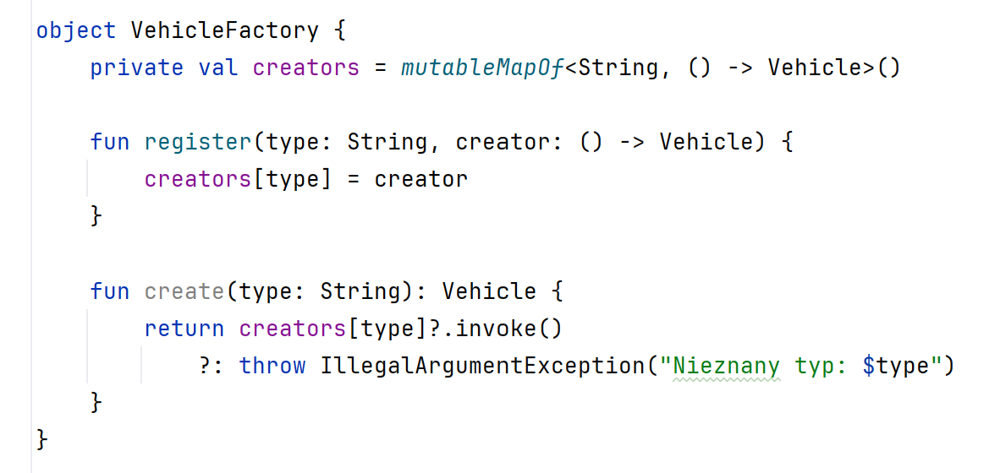 object VehicleFactory {
    private val creators = mutableMapOf<String, () -> Vehicle>()
    fun register(type: String, creator: () -> Vehicle) {
        creators[type] = creator
    }
    fun create(type: String): Vehicle {
        return creators[type]?.invoke()
            ?: throw IllegalArgumentException("Nieznany typ: $type")
    }
}